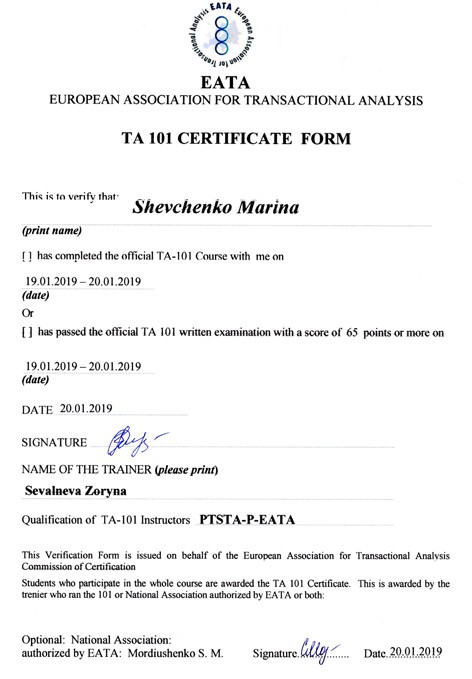 EATA European Association for Transactional Analysis
EATA
EUROPEAN ASSOCIATION FOR TRANSACTIONAL ANALYSIS
TA 101 CERTIFICATE FORM
This is to verify that:
Shevchenko Marina
(print name)
[ ] has completed the official TA-101 Course with me on
19.01.2019 – 20.01.2019
(date)
Or
[ ] has passed the official TA 101 written examination with a score of 65 points or more on
19.01.2019 – 20.01.2019
(date)
DATE 20.01.2019
SIGNATURE
NAME OF THE TRAINER (please print)
Sevalneva Zoryna
Qualification of TA-101 Instructors PTSTA-P-EATA
This Verification Form is issued on behalf of the European Association for Transactional Analysis
Commission of Certification
Students who participate in the whole course are awarded the TA 101 Certificate. This is awarded by the
trenier who ran the 101 or National Association authorized by EATA or both:
Optional: National Association:
authorized by EATA: Mordiushenko S. M. Signature.......... Date 20.01.2019